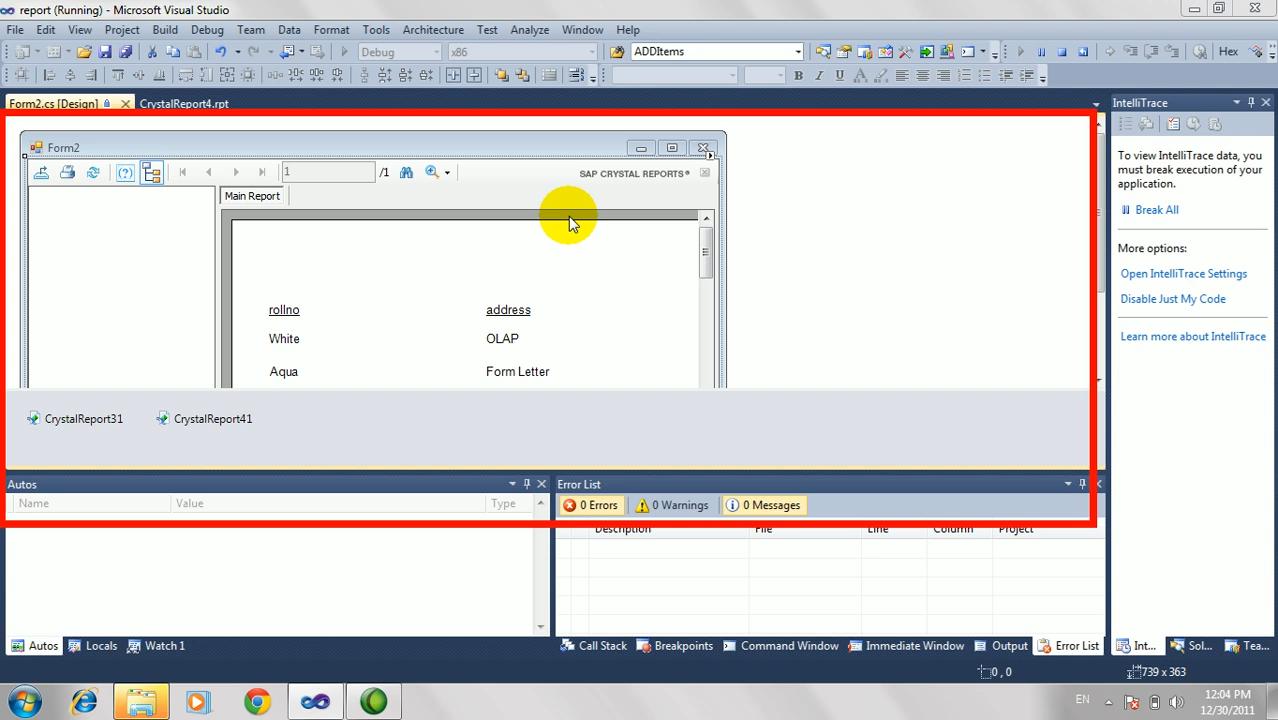 report (Running) - Microsoft Visual Studio
File Edit View Project Build Debug Team Data Format Tools Architecture Test Analyze Window Help
Debug x86 ADDItems Hex
B I U A
Form2.cs [Design] CrystalReport4.rpt IntelliTrace
Form2
1 /1 SAP CRYSTAL REPORTS®
Main Report
rollno address
White OLAP
Aqua Form Letter
CrystalReport31 CrystalReport41
To view IntelliTrace data, you
must break execution of your
application.
Break All
More options:
Open IntelliTrace Settings
Disable Just My Code
Learn more about IntelliTrace
Autos Error List
Name Value Type 0 Errors 0 Warnings 0 Messages
Description File Line Column Project
Autos Locals Watch 1 Call Stack Breakpoints Command Window Immediate Window Output Error List Int... Sol... Tea...
0 , 0 739 x 363
EN 12:04 PM
12/30/2011